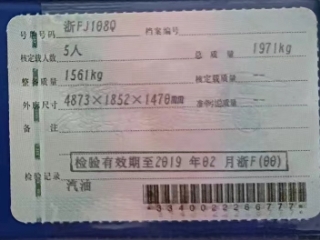 号牌号码 浙FJ108Q 档案编号
核定载人数 5人 总质量 1971kg
整备质量 1561kg 核定载质量
外廓尺寸 4873×1852×1470mm 准牵引总质量
备注
检验有效期至2019年02月浙F(00)
检验记录
汽油